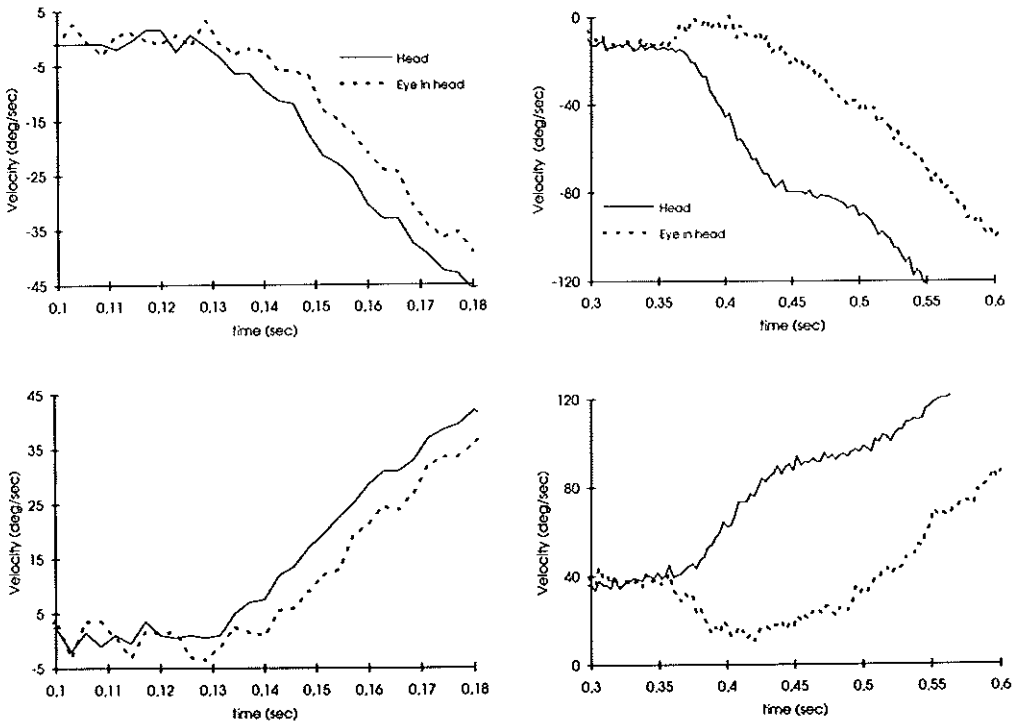 5
-5
-15
-25
-35
-45
Velocity (deg/sec)
Head
Eye in head
0,1 0,11 0,12 0,13 0,14 0,15 0,16 0,17 0,18
time (sec)
0
-40
-80
-120
Velocity (deg/sec)
Head
Eye in head
0,3 0,35 0,4 0,45 0,5 0,55 0,6
time (sec)
45
35
25
15
5
-5
Velocity (deg/sec)
0,1 0,11 0,12 0,13 0,14 0,15 0,16 0,17 0,18
time (sec)
120
80
40
0
Velocity (deg/sec)
0,3 0,35 0,4 0,45 0,5 0,55 0,6
time (sec)